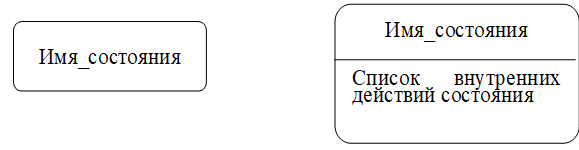 Имя_состояния
Имя_состояния
Список внутренних
действий состояния